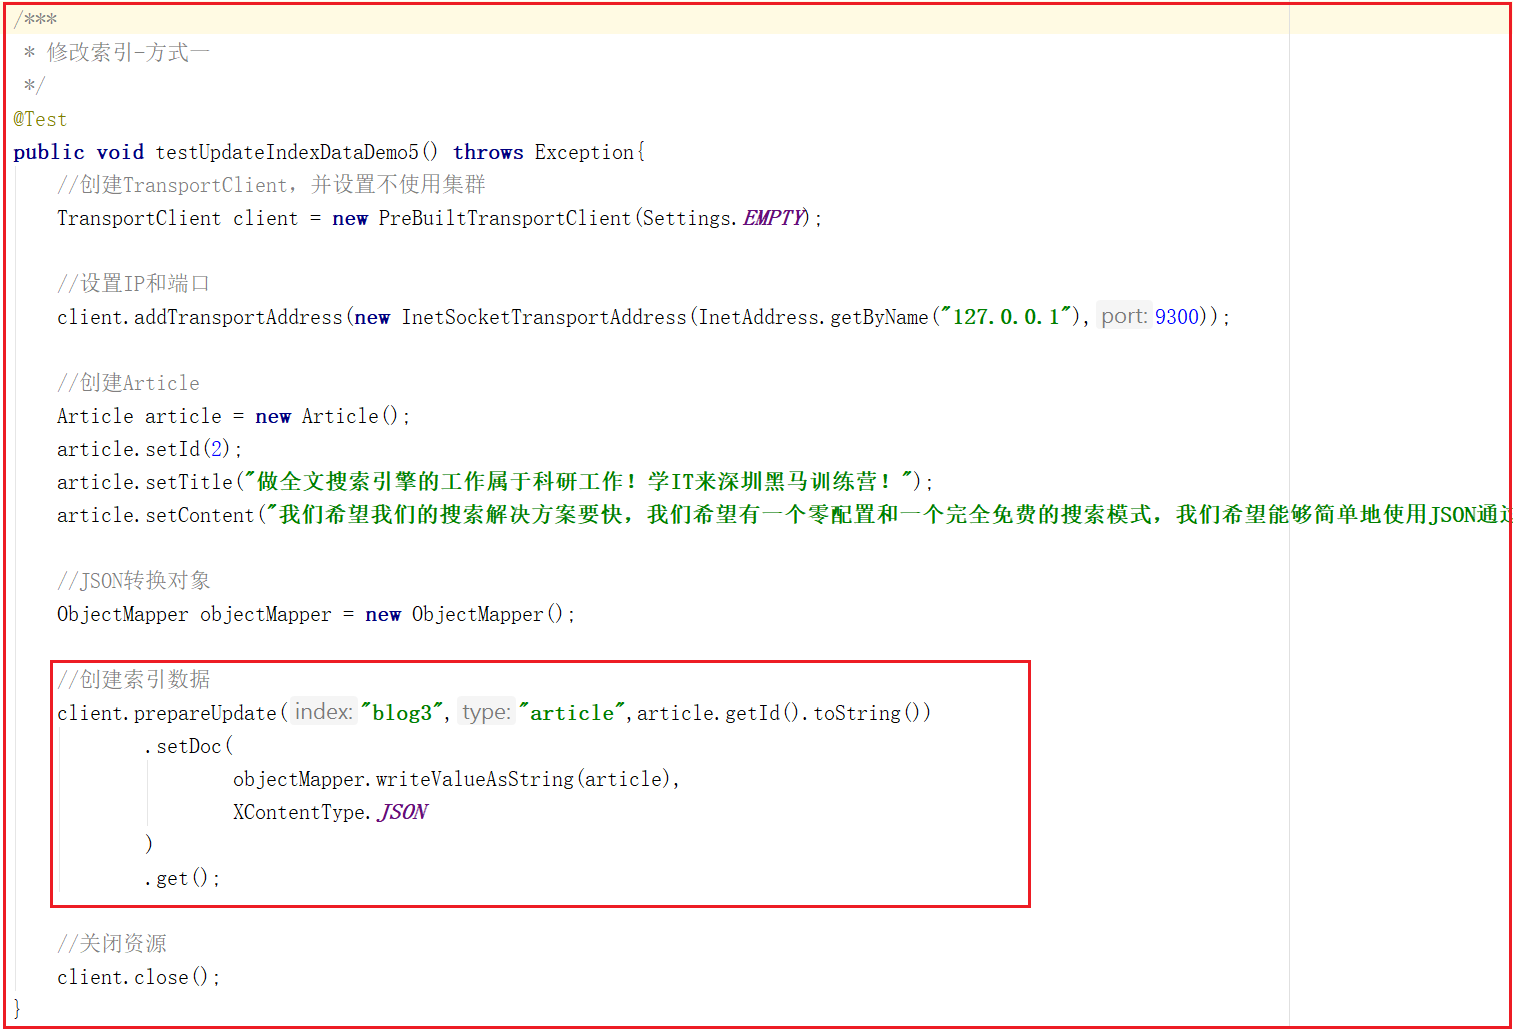 /***
 * 修改索引-方式一
 */
@Test
public void testUpdateIndexDataDemo5() throws Exception{
    //创建TransportClient，并设置不使用集群
    TransportClient client = new PreBuiltTransportClient(Settings.EMPTY);
    //设置IP和端口
    client.addTransportAddress(new InetSocketTransportAddress(InetAddress.getByName("127.0.0.1"), port: 9300));
    //创建Article
    Article article = new Article();
    article.setId(2);
    article.setTitle("做全文搜索引擎的工作属于科研工作！学IT来深圳黑马训练营！");
    article.setContent("我们希望我们的搜索解决方案要快，我们希望有一个零配置和一个完全免费的搜索模式，我们希望能够简单地使用JSON通过
    //JSON转换对象
    ObjectMapper objectMapper = new ObjectMapper();
    //创建索引数据
    client.prepareUpdate( index: "blog3", type: "article",article.getId().toString())
            .setDoc(
                    objectMapper.writeValueAsString(article),
                    XContentType.JSON
            )
            .get();
    //关闭资源
    client.close();
}